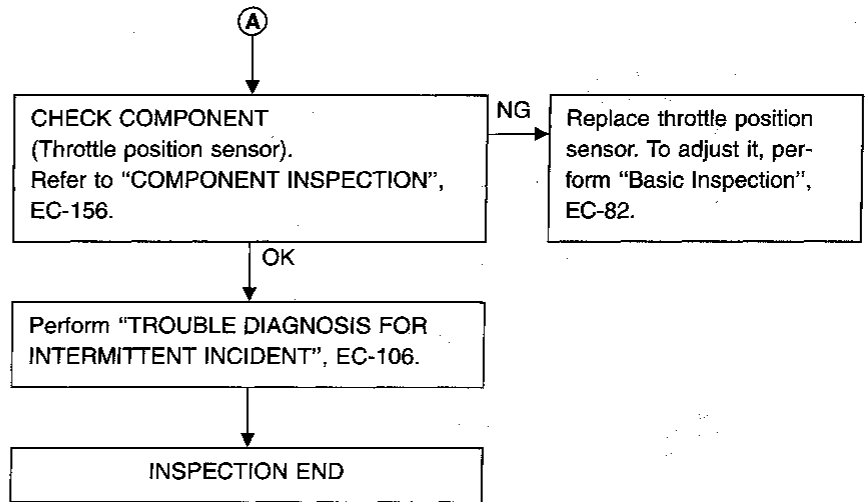 A
CHECK COMPONENT
(Throttle position sensor).
Refer to "COMPONENT INSPECTION",
EC-156.
NG
Replace throttle position
sensor. To adjust it, per-
form "Basic Inspection",
EC-82.
OK
Perform "TROUBLE DIAGNOSIS FOR
INTERMITTENT INCIDENT", EC-106.
INSPECTION END